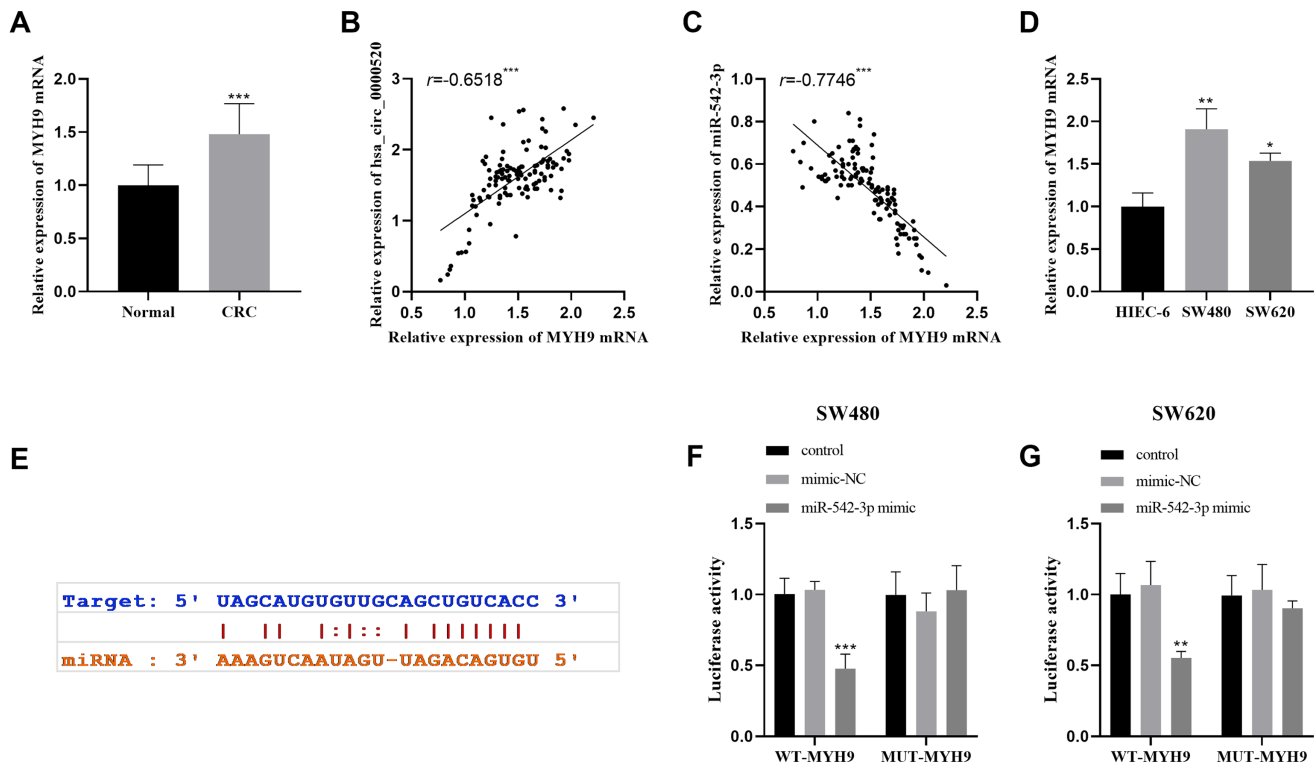 A
Relative expression of MYH9 mRNA
2.0
1.5
1.0
0.5
0.0
***
Normal
CRC
B
Relative expression of hsa_circ_0000520
r=-0.6518***
3
2
1
0
0.5
1.0
1.5
2.0
2.5
Relative expression of MYH9 mRNA
C
Relative expression of miR-542-3p
r=-0.7746***
1.0
0.8
0.6
0.4
0.2
0.0
0.5
1.0
1.5
2.0
2.5
Relative expression of MYH9 mRNA
D
Relative expression of MYH9 mRNA
2.5
2.0
1.5
1.0
0.5
0.0
**
*
HIEC-6
SW480
SW620
E
Target: 5' UAGCAUGUGUUGCAGCUGUCACC 3'
miRNA : 3' AAAGUCAAUAGU-UAGACAGUGU 5'
F
SW480
control
mimic-NC
miR-542-3p mimic
Luciferase activity
1.5
1.0
0.5
0.0
***
WT-MYH9
MUT-MYH9
G
SW620
control
mimic-NC
miR-542-3p mimic
Luciferase activity
1.5
1.0
0.5
0.0
**
WT-MYH9
MUT-MYH9